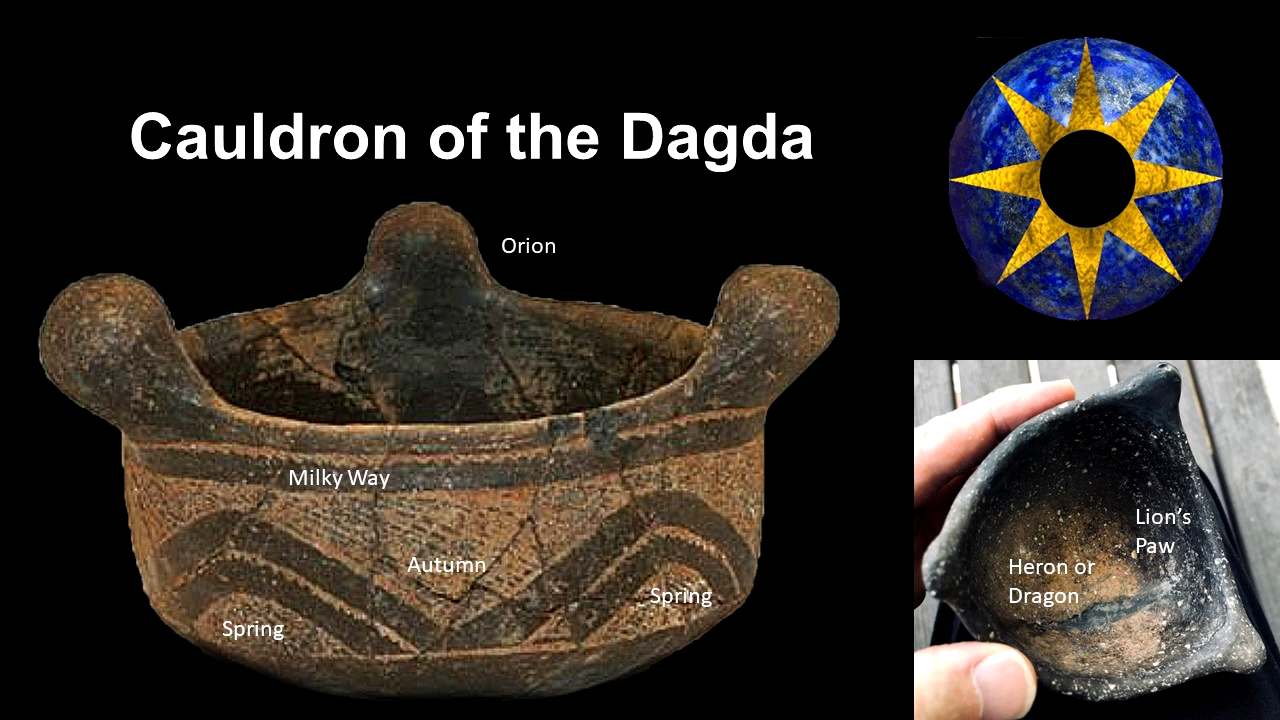 Cauldron of the Dagda
Orion
Milky Way
Autumn
Spring
Spring
Lion’s
Paw
Heron or
Dragon